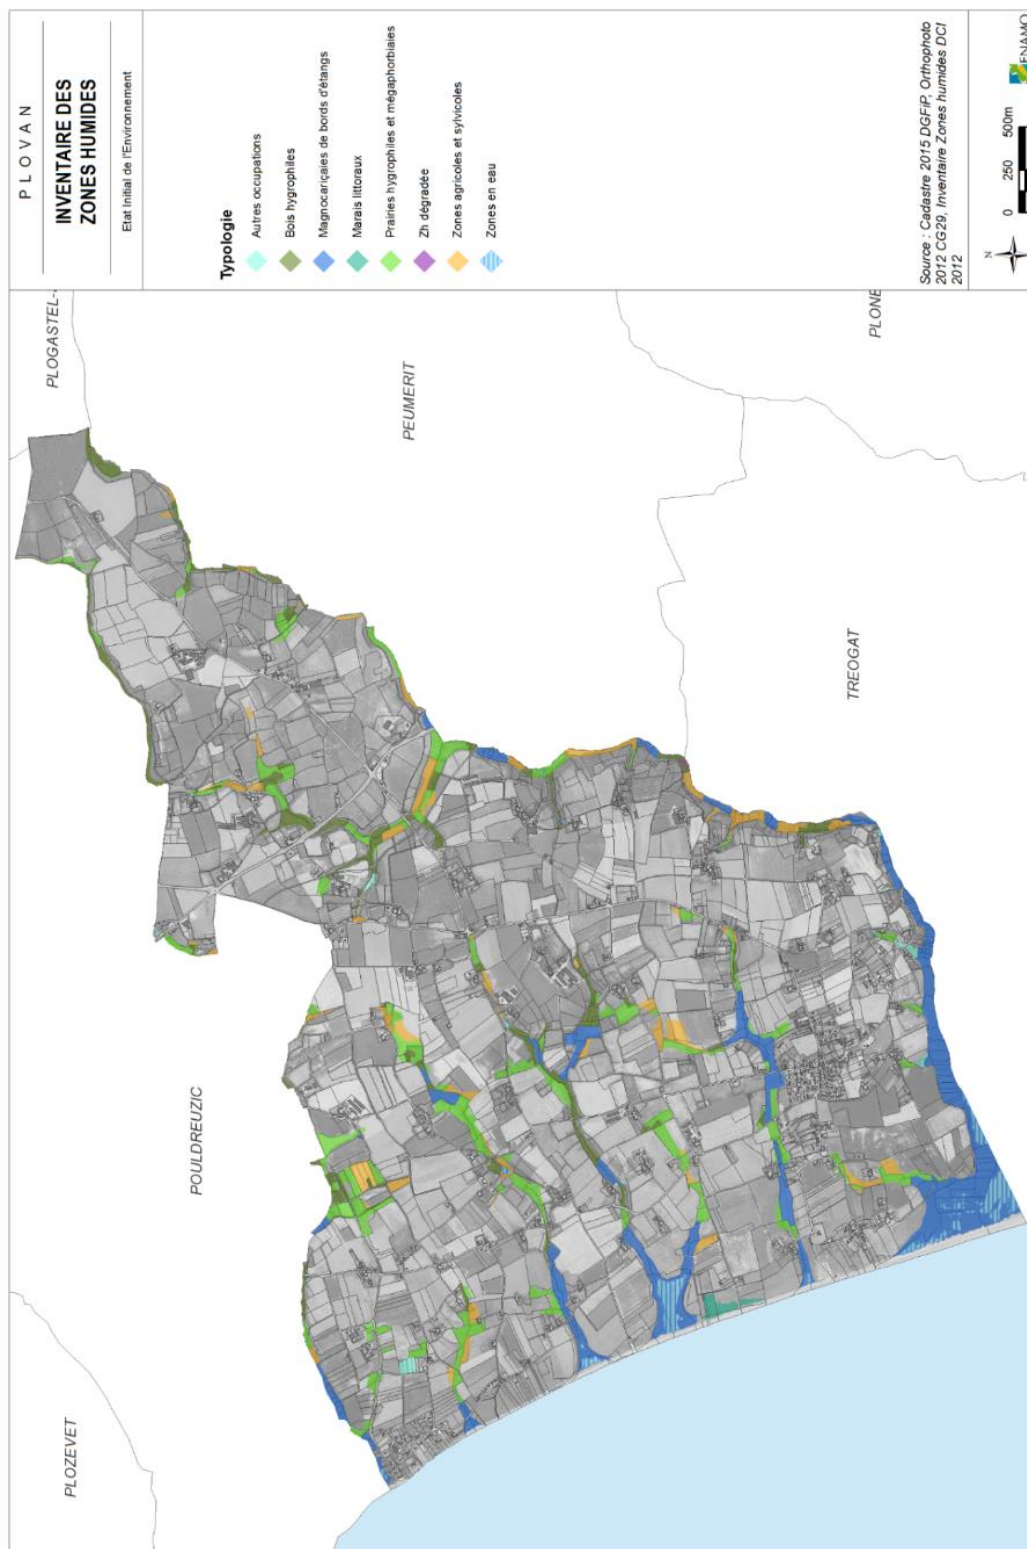 PLOVAN
INVENTAIRE DES
ZONES HUMIDES
Etat Initial de l'Environnement
Typologie
Autres occupations
Bois hygrophiles
Magnocariçaies de bords d'étangs
Marais littoraux
Prairies hygrophiles et mégaphorbiaies
Zh dégradée
Zones agricoles et sylvicoles
Zones en eau
Source : Cadastre 2015 DGFiP, Orthophoto
2012 CG29, Inventaire Zones humides DCI
2012
N
0 250 500m
ENAMO
PLOGASTEL-
PEUMERIT
PLONE
TREOGAT
POULDREUZIC
PLOZEVET